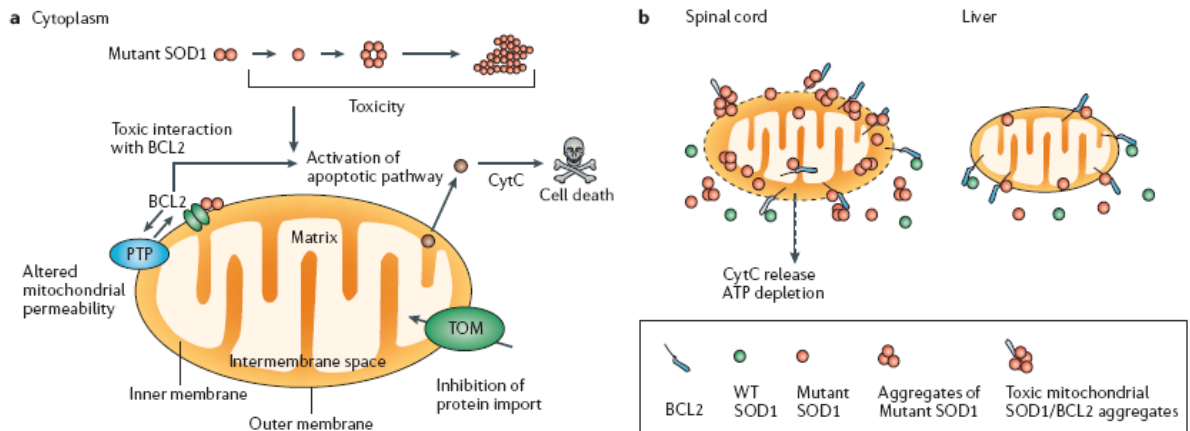 a Cytoplasm
Mutant SOD1
Toxicity
Toxic interaction
with BCL2
Activation of
apoptotic pathway
CytC
Cell death
BCL2
PTP
Matrix
Altered
mitochondrial
permeability
TOM
Intermembrane space
Inner membrane
Inhibition of
protein import
Outer membrane
b Spinal cord
Liver
CytC release
ATP depletion
BCL2
WT
SOD1
Mutant
SOD1
Aggregates of
Mutant SOD1
Toxic mitochondrial
SOD1/BCL2 aggregates